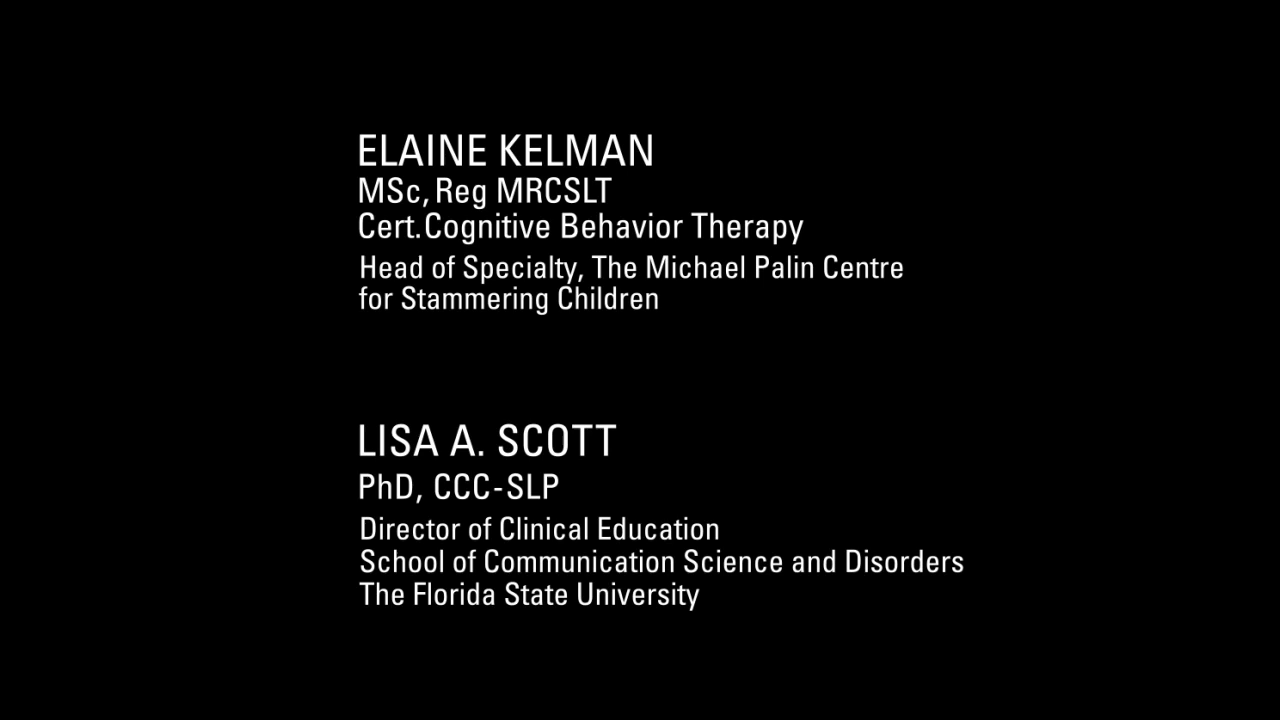 ELAINE KELMAN
MSc, Reg MRCSLT
Cert. Cognitive Behavior Therapy
Head of Specialty, The Michael Palin Centre
for Stammering Children
LISA A. SCOTT
PhD, CCC-SLP
Director of Clinical Education
School of Communication Science and Disorders
The Florida State University